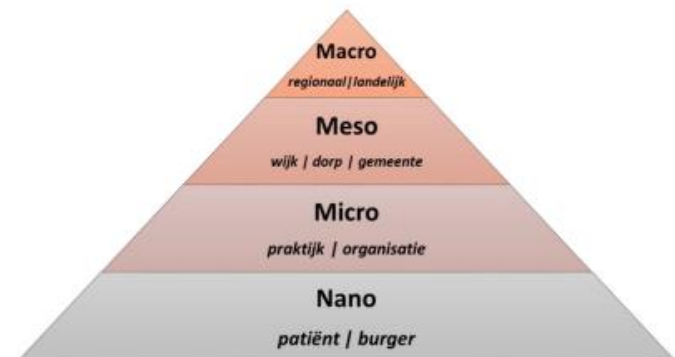 Macro
regionaal|landelijk
Meso
wijk | dorp | gemeente
Micro
praktijk | organisatie
Nano
patiënt | burger